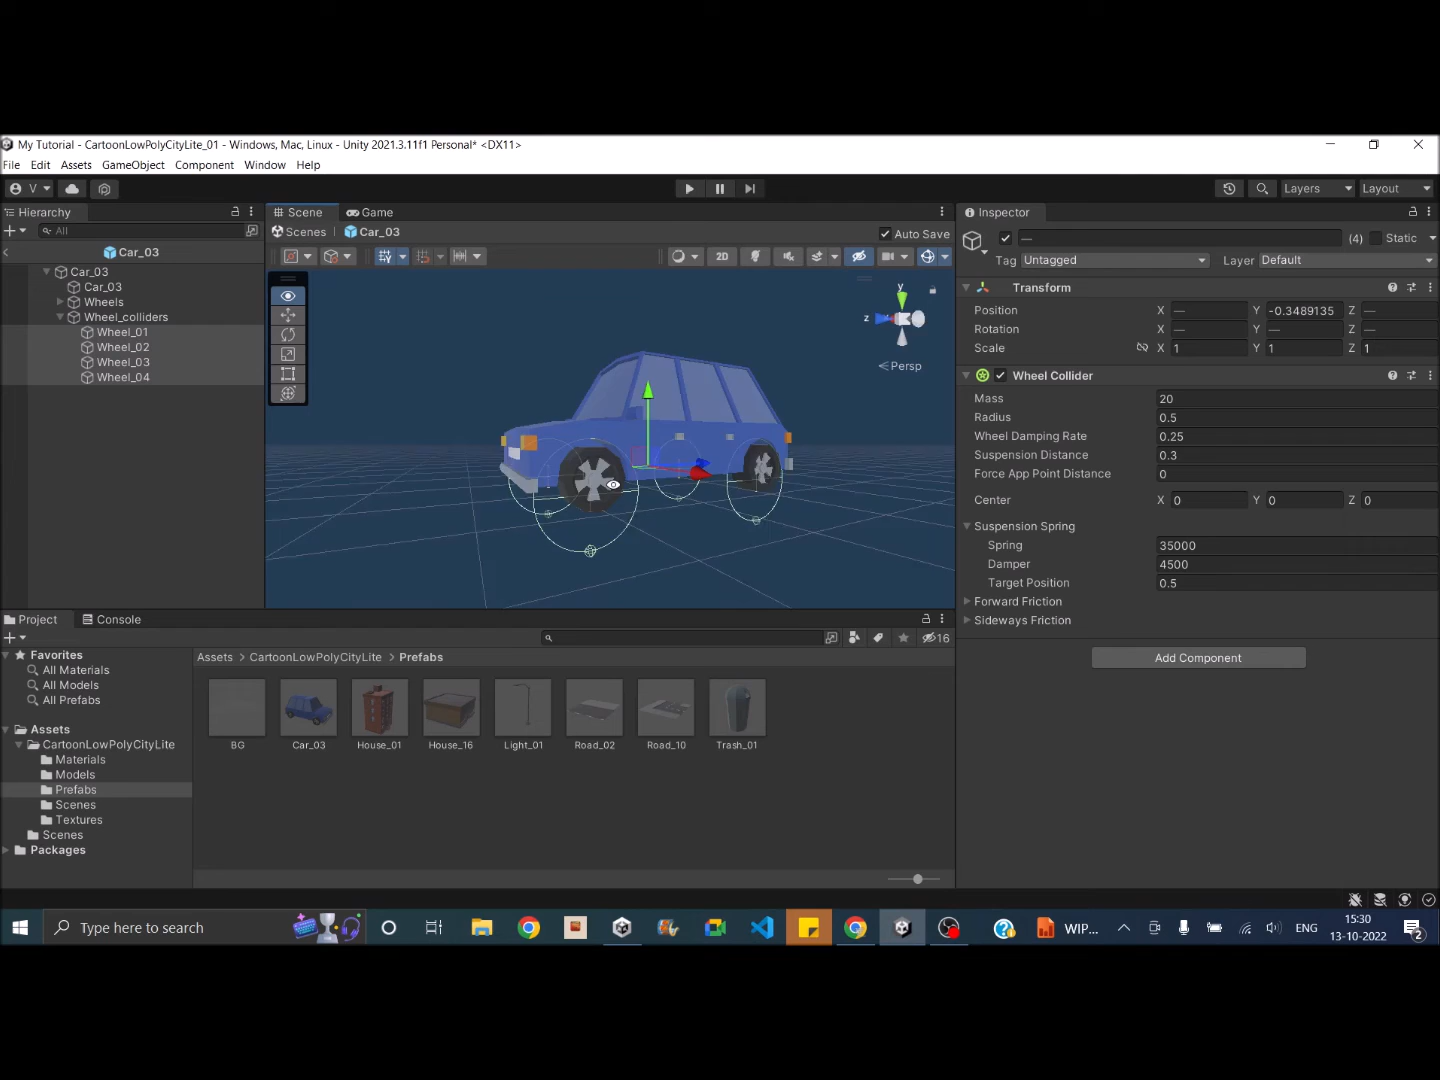 My Tutorial - CartoonLowPolyCityLite_01 - Windows, Mac, Linux - Unity 2021.3.11f1 Personal* <DX11>
File Edit Assets GameObject Component Window Help
V Layers Layout
Hierarchy
All
Car_03
Car_03
Car_03
Wheels
Wheel_colliders
Wheel_01
Wheel_02
Wheel_03
Wheel_04
Scene Game
Scenes Car_03 Auto Save
2D
y
z
Persp
Inspector
— (4) Static
Tag Untagged Layer Default
Transform
Position X — Y -0.3489135 Z —
Rotation X — Y — Z —
Scale X 1 Y 1 Z 1
Wheel Collider
Mass 20
Radius 0.5
Wheel Damping Rate 0.25
Suspension Distance 0.3
Force App Point Distance 0
Center X 0 Y 0 Z 0
Suspension Spring
Spring 35000
Damper 4500
Target Position 0.5
Forward Friction
Sideways Friction
Add Component
Project Console
16
Favorites
All Materials
All Models
All Prefabs
Assets
CartoonLowPolyCityLite
Materials
Models
Prefabs
Scenes
Textures
Scenes
Packages
Assets > CartoonLowPolyCityLite > Prefabs
BG Car_03 House_01 House_16 Light_01 Road_02 Road_10 Trash_01
Type here to search
WIP...
ENG
15:30
13-10-2022
2